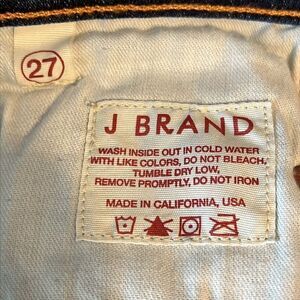 27
J BRAND
WASH INSIDE OUT IN COLD WATER
WITH LIKE COLORS, DO NOT BLEACH,
TUMBLE DRY LOW,
REMOVE PROMPTLY, DO NOT IRON
MADE IN CALIFORNIA, USA